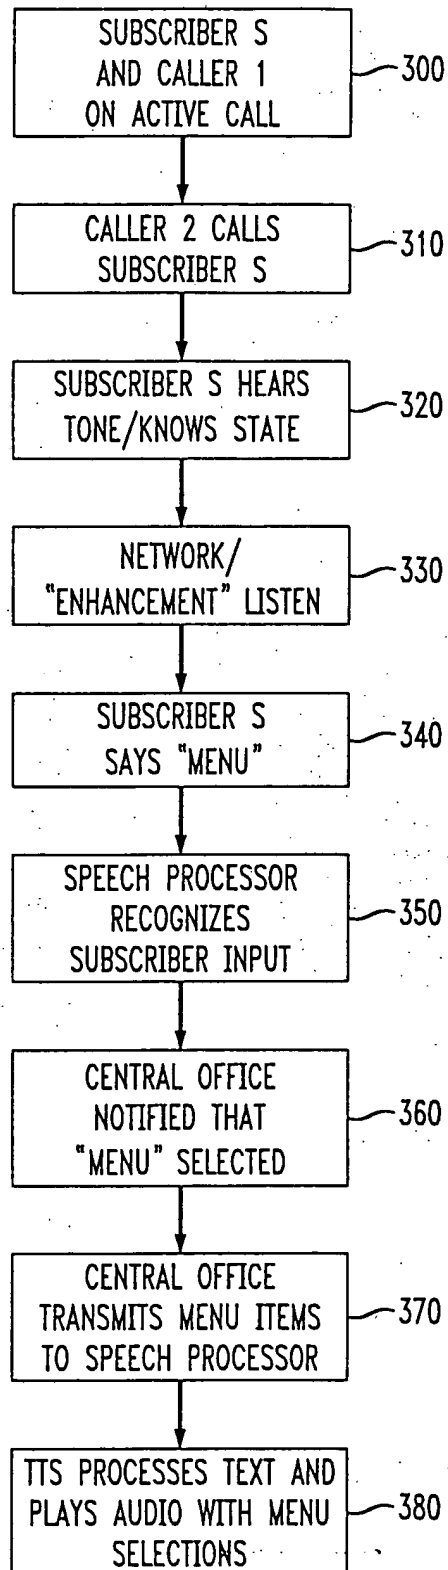 SUBSCRIBER S
AND CALLER 1
ON ACTIVE CALL
300
CALLER 2 CALLS
SUBSCRIBER S
310
SUBSCRIBER S HEARS
TONE/KNOWS STATE
320
NETWORK/
"ENHANCEMENT" LISTEN
330
SUBSCRIBER S
SAYS "MENU"
340
SPEECH PROCESSOR
RECOGNIZES
SUBSCRIBER INPUT
350
CENTRAL OFFICE
NOTIFIED THAT
"MENU" SELECTED
360
CENTRAL OFFICE
TRANSMITS MENU ITEMS
TO SPEECH PROCESSOR
370
TTS PROCESSES TEXT AND
PLAYS AUDIO WITH MENU
SELECTIONS
380